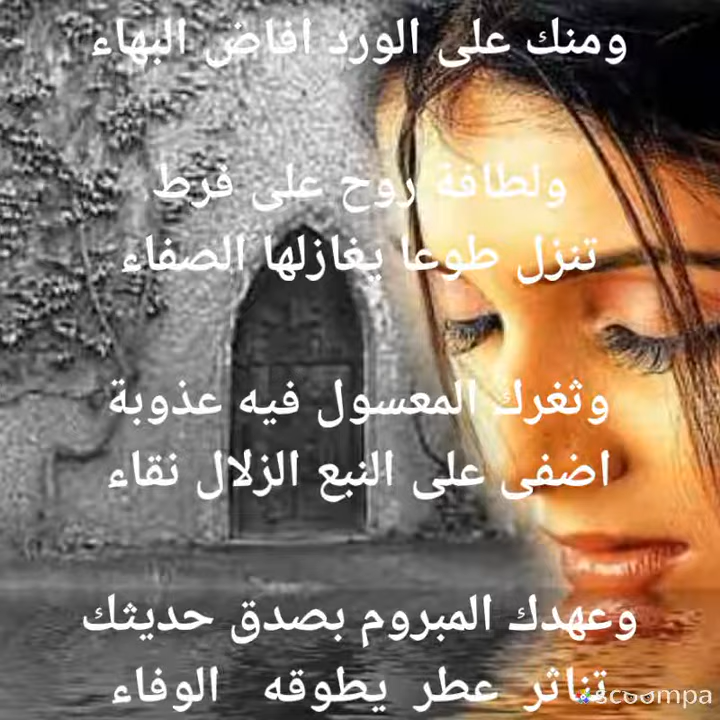 ومنك على الورد افاض البهاء
ولطافة روح على فرط
تنزل طوعا يغازلها الصفاء
وثغرك المعسول فيه عذوبة
اضفى على النبع الزلال نقاء
وعهدك المبروم بصدق حديثك
تناثر عطر يطوقه الوفاء
scoompa